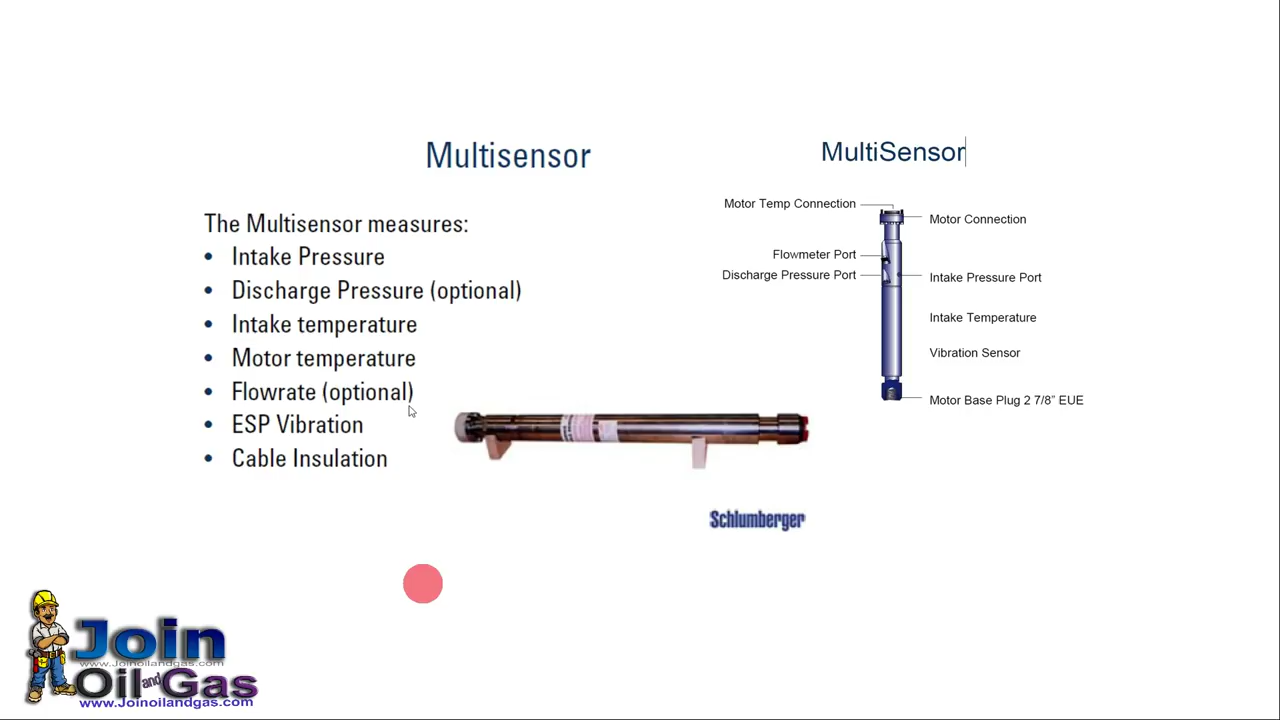 Multisensor
The Multisensor measures:
• Intake Pressure
• Discharge Pressure (optional)
• Intake temperature
• Motor temperature
• Flowrate (optional)
• ESP Vibration
• Cable Insulation
Schlumberger
MultiSensor
Motor Temp Connection
Motor Connection
Flowmeter Port
Discharge Pressure Port
Intake Pressure Port
Intake Temperature
Vibration Sensor
Motor Base Plug 2 7/8” EUE
Join
www.Joinoilandgas.com
Oil and Gas
www.Joinoilandgas.com